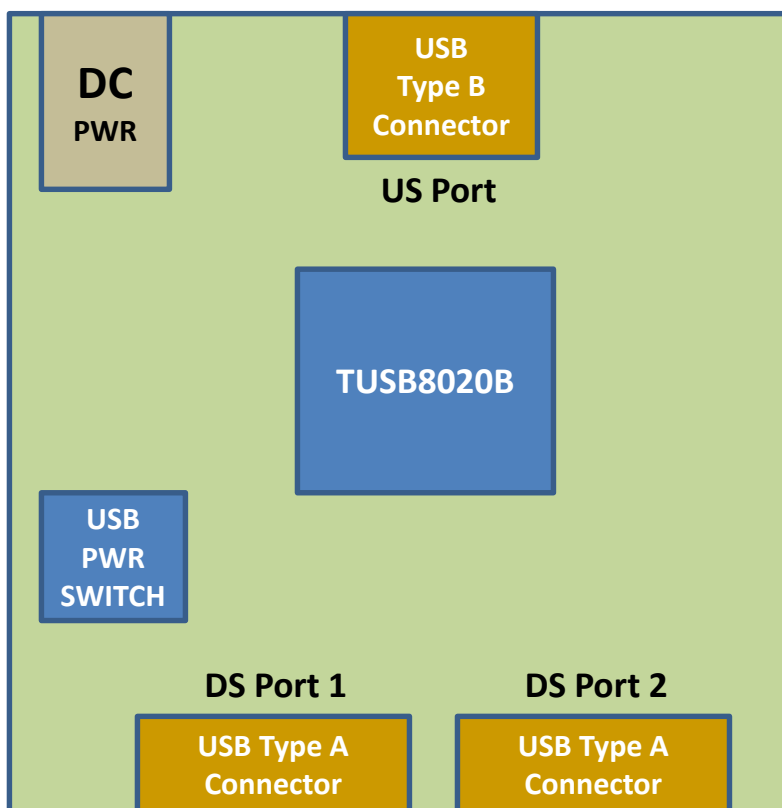 DC
PWR
USB
Type B
Connector
US Port
TUSB8020B
USB
PWR
SWITCH
DS Port 1
DS Port 2
USB Type A
Connector
USB Type A
Connector